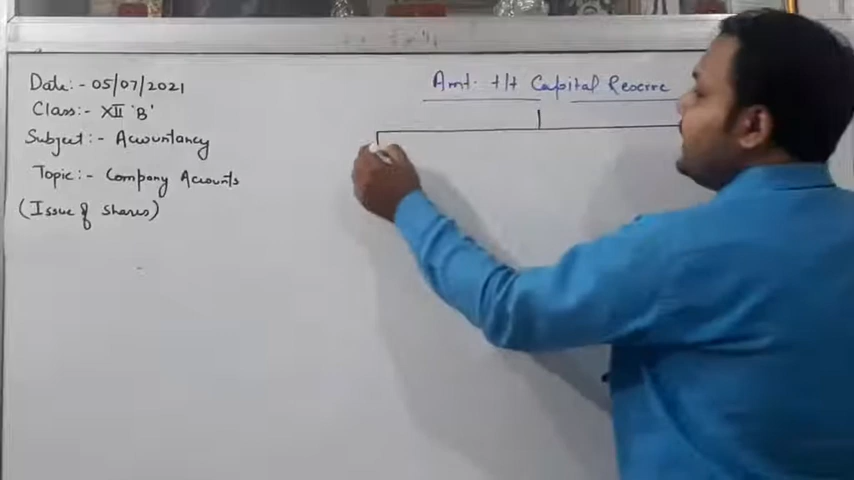 Date:- 05/07/2021
Class:- XII 'B'
Subject:- Accountancy
Topic:- Company Accounts
(Issue of shares)
Amt. t/t Capital Reserve